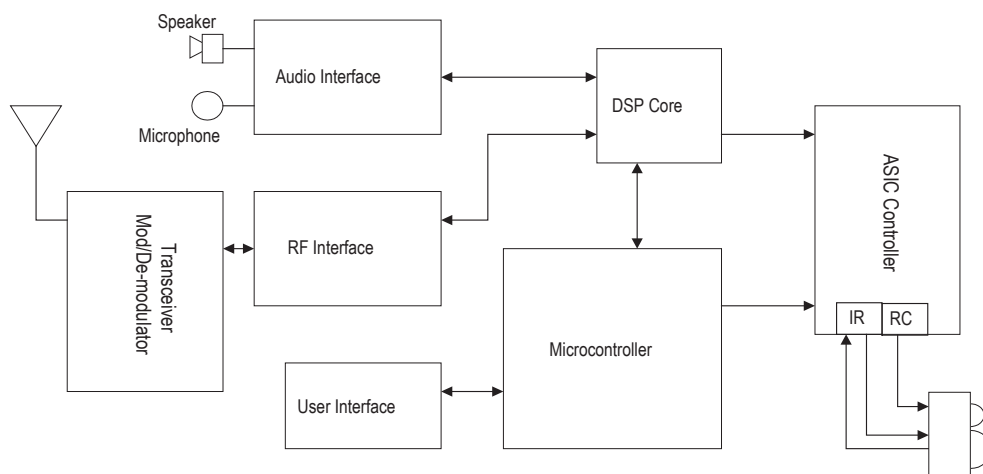 Speaker
Audio Interface
Microphone
DSP Core
ASIC Controller
Transceiver
Mod/De-modulator
RF Interface
IR
RC
Microcontroller
User Interface